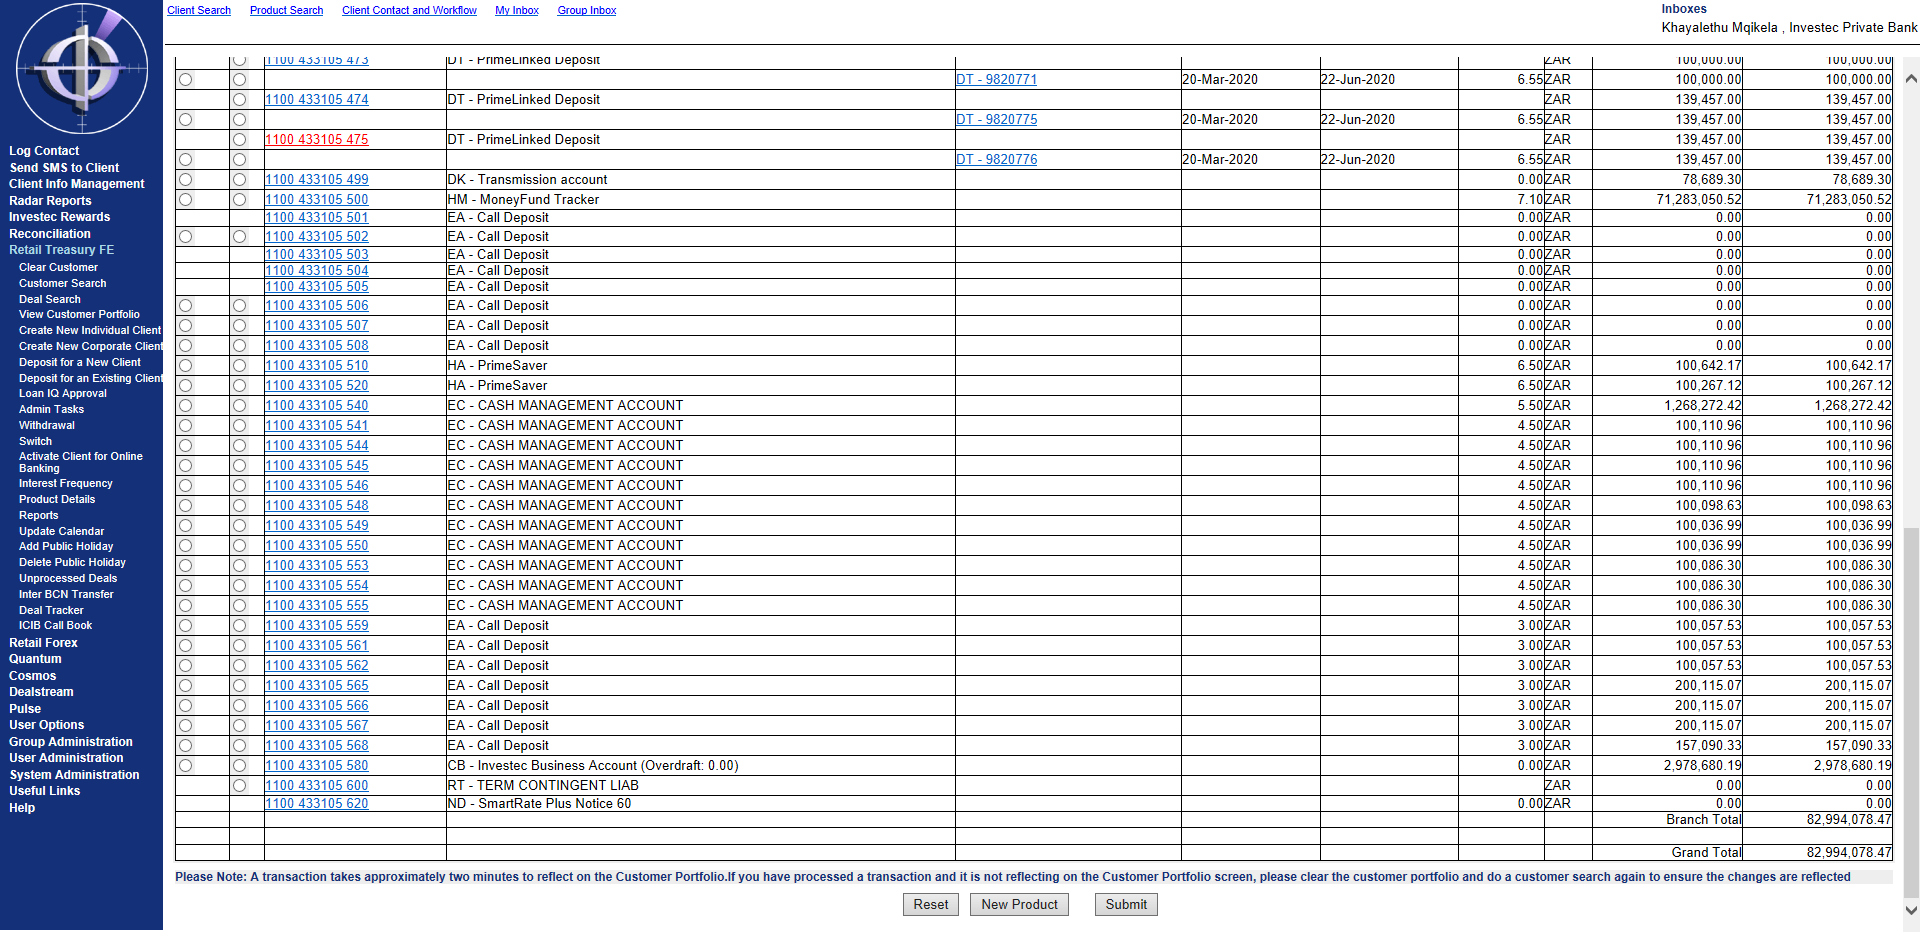 Client Search Product Search Client Contact and Workflow My Inbox Group Inbox
Inboxes
Khayalethu Mqikela , Investec Private Bank
Log Contact
Send SMS to Client
Client Info Management
Radar Reports
Investec Rewards
Reconciliation
Retail Treasury FE
Clear Customer
Customer Search
Deal Search
View Customer Portfolio
Create New Individual Client
Create New Corporate Client
Deposit for a New Client
Deposit for an Existing Client
Loan IQ Approval
Admin Tasks
Withdrawal
Switch
Activate Client for Online
Banking
Interest Frequency
Product Details
Reports
Update Calendar
Add Public Holiday
Delete Public Holiday
Unprocessed Deals
Inter BCN Transfer
Deal Tracker
ICIB Call Book
Retail Forex
Quantum
Cosmos
Dealstream
Pulse
User Options
Group Administration
User Administration
System Administration
Useful Links
Help
1100 433105 473 DT - PrimeLinked Deposit ZAR 100,000.00 100,000.00
DT - 9820771 20-Mar-2020 22-Jun-2020 6.55 ZAR 100,000.00 100,000.00
1100 433105 474 DT - PrimeLinked Deposit ZAR 139,457.00 139,457.00
DT - 9820775 20-Mar-2020 22-Jun-2020 6.55 ZAR 139,457.00 139,457.00
1100 433105 475 DT - PrimeLinked Deposit ZAR 139,457.00 139,457.00
DT - 9820776 20-Mar-2020 22-Jun-2020 6.55 ZAR 139,457.00 139,457.00
1100 433105 499 DK - Transmission account 0.00 ZAR 78,689.30 78,689.30
1100 433105 500 HM - MoneyFund Tracker 7.10 ZAR 71,283,050.52 71,283,050.52
1100 433105 501 EA - Call Deposit 0.00 ZAR 0.00 0.00
1100 433105 502 EA - Call Deposit 0.00 ZAR 0.00 0.00
1100 433105 503 EA - Call Deposit 0.00 ZAR 0.00 0.00
1100 433105 504 EA - Call Deposit 0.00 ZAR 0.00 0.00
1100 433105 505 EA - Call Deposit 0.00 ZAR 0.00 0.00
1100 433105 506 EA - Call Deposit 0.00 ZAR 0.00 0.00
1100 433105 507 EA - Call Deposit 0.00 ZAR 0.00 0.00
1100 433105 508 EA - Call Deposit 0.00 ZAR 0.00 0.00
1100 433105 510 HA - PrimeSaver 6.50 ZAR 100,642.17 100,642.17
1100 433105 520 HA - PrimeSaver 6.50 ZAR 100,267.12 100,267.12
1100 433105 540 EC - CASH MANAGEMENT ACCOUNT 5.50 ZAR 1,268,272.42 1,268,272.42
1100 433105 541 EC - CASH MANAGEMENT ACCOUNT 4.50 ZAR 100,110.96 100,110.96
1100 433105 544 EC - CASH MANAGEMENT ACCOUNT 4.50 ZAR 100,110.96 100,110.96
1100 433105 545 EC - CASH MANAGEMENT ACCOUNT 4.50 ZAR 100,110.96 100,110.96
1100 433105 546 EC - CASH MANAGEMENT ACCOUNT 4.50 ZAR 100,110.96 100,110.96
1100 433105 548 EC - CASH MANAGEMENT ACCOUNT 4.50 ZAR 100,098.63 100,098.63
1100 433105 549 EC - CASH MANAGEMENT ACCOUNT 4.50 ZAR 100,036.99 100,036.99
1100 433105 550 EC - CASH MANAGEMENT ACCOUNT 4.50 ZAR 100,036.99 100,036.99
1100 433105 553 EC - CASH MANAGEMENT ACCOUNT 4.50 ZAR 100,086.30 100,086.30
1100 433105 554 EC - CASH MANAGEMENT ACCOUNT 4.50 ZAR 100,086.30 100,086.30
1100 433105 555 EC - CASH MANAGEMENT ACCOUNT 4.50 ZAR 100,086.30 100,086.30
1100 433105 559 EA - Call Deposit 3.00 ZAR 100,057.53 100,057.53
1100 433105 561 EA - Call Deposit 3.00 ZAR 100,057.53 100,057.53
1100 433105 562 EA - Call Deposit 3.00 ZAR 100,057.53 100,057.53
1100 433105 565 EA - Call Deposit 3.00 ZAR 200,115.07 200,115.07
1100 433105 566 EA - Call Deposit 3.00 ZAR 200,115.07 200,115.07
1100 433105 567 EA - Call Deposit 3.00 ZAR 200,115.07 200,115.07
1100 433105 568 EA - Call Deposit 3.00 ZAR 157,090.33 157,090.33
1100 433105 580 CB - Investec Business Account (Overdraft: 0.00) 0.00 ZAR 2,978,680.19 2,978,680.19
1100 433105 600 RT - TERM CONTINGENT LIAB ZAR 0.00 0.00
1100 433105 620 ND - SmartRate Plus Notice 60 0.00 ZAR 0.00 0.00
Branch Total 82,994,078.47
Grand Total 82,994,078.47
Please Note: A transaction takes approximately two minutes to reflect on the Customer Portfolio.If you have processed a transaction and it is not reflecting on the Customer Portfolio screen, please clear the customer portfolio and do a customer search again to ensure the changes are reflected
Reset New Product Submit